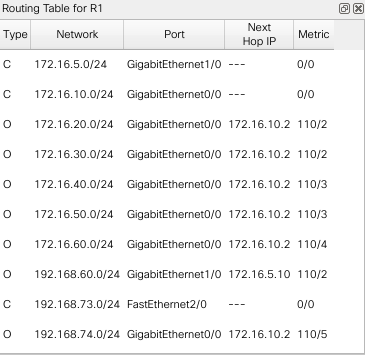 Routing Table for R1
Type Network Port Next Hop IP Metric
C 172.16.5.0/24 GigabitEthernet1/0 --- 0/0
C 172.16.10.0/24 GigabitEthernet0/0 --- 0/0
O 172.16.20.0/24 GigabitEthernet0/0 172.16.10.2 110/2
O 172.16.30.0/24 GigabitEthernet0/0 172.16.10.2 110/2
O 172.16.40.0/24 GigabitEthernet0/0 172.16.10.2 110/3
O 172.16.50.0/24 GigabitEthernet0/0 172.16.10.2 110/3
O 172.16.60.0/24 GigabitEthernet0/0 172.16.10.2 110/4
O 192.168.60.0/24 GigabitEthernet1/0 172.16.5.10 110/2
C 192.168.73.0/24 FastEthernet2/0 --- 0/0
O 192.168.74.0/24 GigabitEthernet0/0 172.16.10.2 110/5